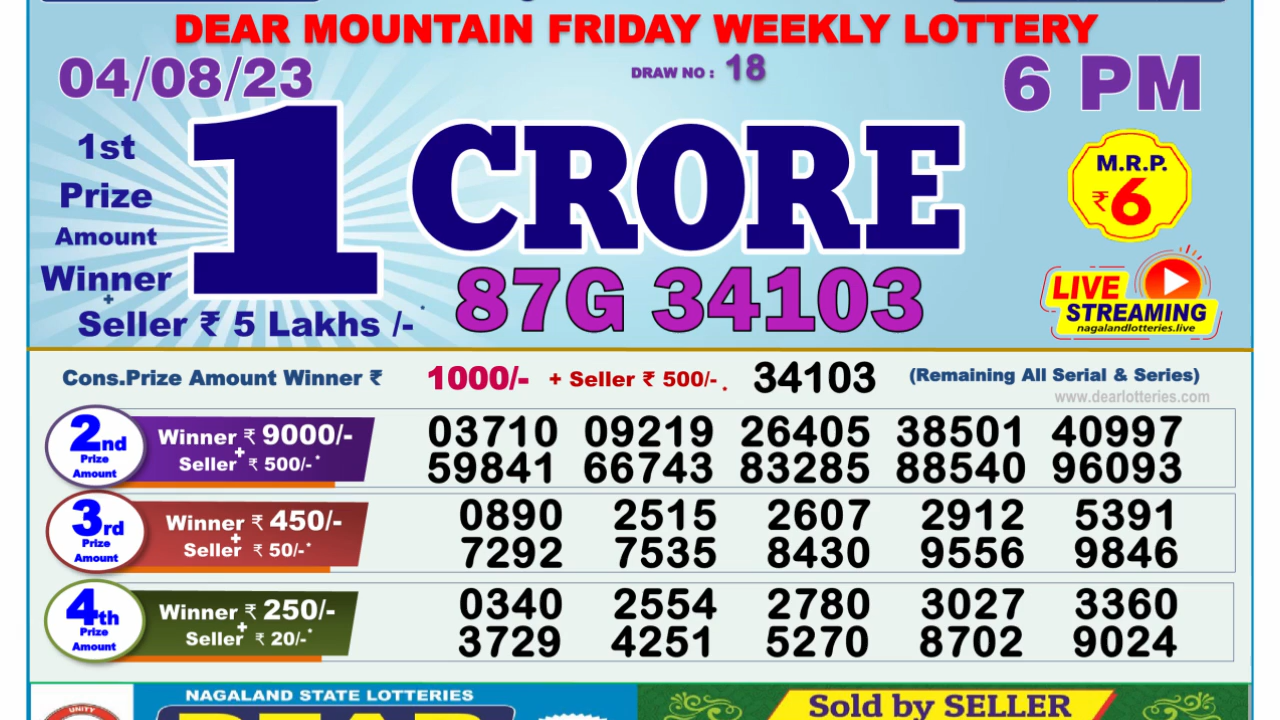 DEAR MOUNTAIN FRIDAY WEEKLY LOTTERY
04/08/23
DRAW NO : 18
6 PM
1st
Prize
Amount
Winner
+
Seller ₹ 5 Lakhs /-
1 CRORE
87G 34103
M.R.P.
₹6
LIVE
STREAMING
nagalandlotteries.live
Cons.Prize Amount Winner ₹ 1000/- + Seller ₹ 500/- . 34103 (Remaining All Serial & Series)
www.dearlotteries.com
2nd
Prize
Amount
Winner ₹ 9000/-
+
Seller ₹ 500/-*
03710 09219 26405 38501 40997
59841 66743 83285 88540 96093
3rd
Prize
Amount
Winner ₹ 450/-
+
Seller ₹ 50/-*
0890 2515 2607 2912 5391
7292 7535 8430 9556 9846
4th
Prize
Amount
Winner ₹ 250/-
+
Seller ₹ 20/-*
0340 2554 2780 3027 3360
3729 4251 5270 8702 9024
NAGALAND STATE LOTTERIES
DEAR
UNITY
Sold by SELLER